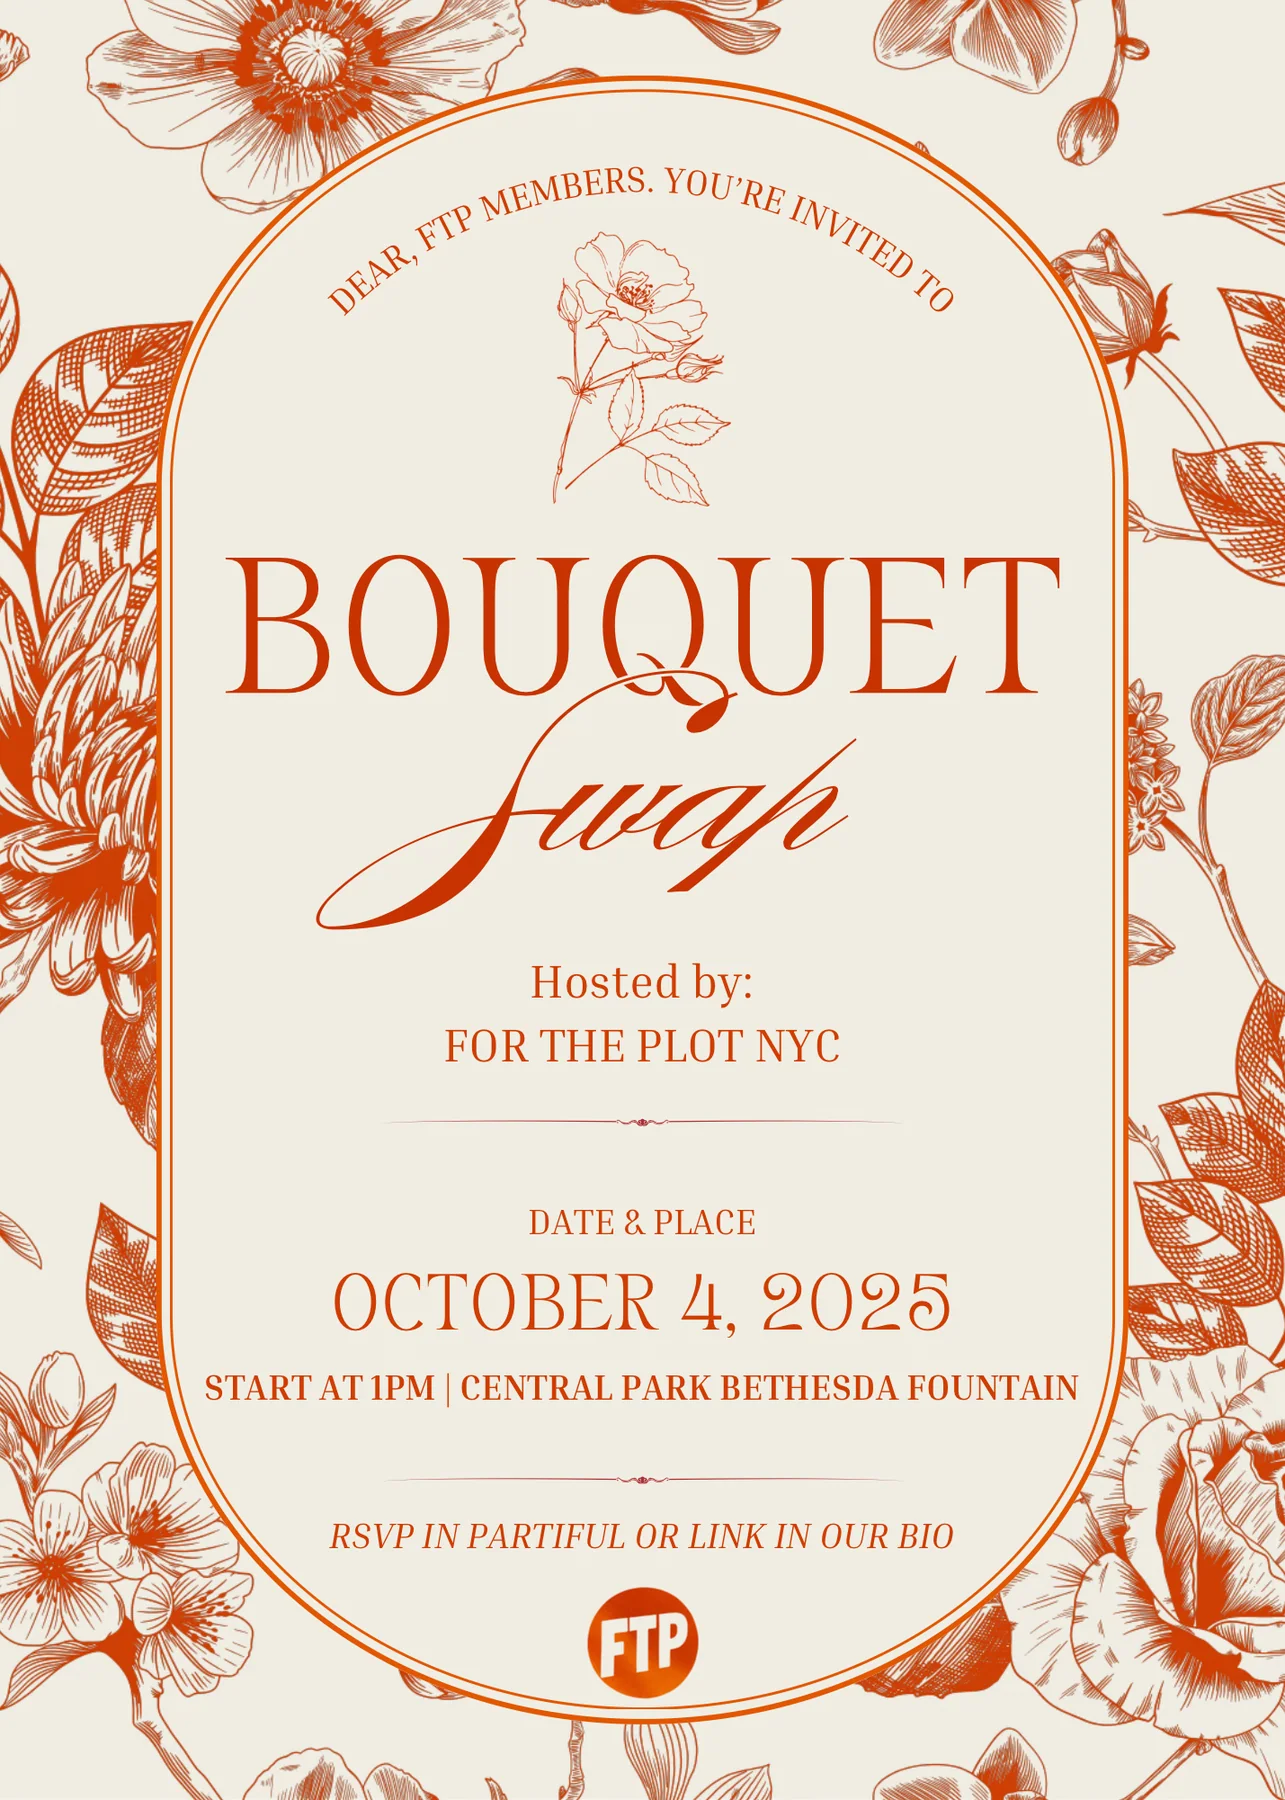 DEAR, FTP MEMBERS. YOU'RE INVITED TO
BOUQUET
Swap
Hosted by:
FOR THE PLOT NYC
DATE & PLACE
OCTOBER 4, 2025
START AT 1PM | CENTRAL PARK BETHESDA FOUNTAIN
RSVP IN PARTIFUL OR LINK IN OUR BIO
FTP